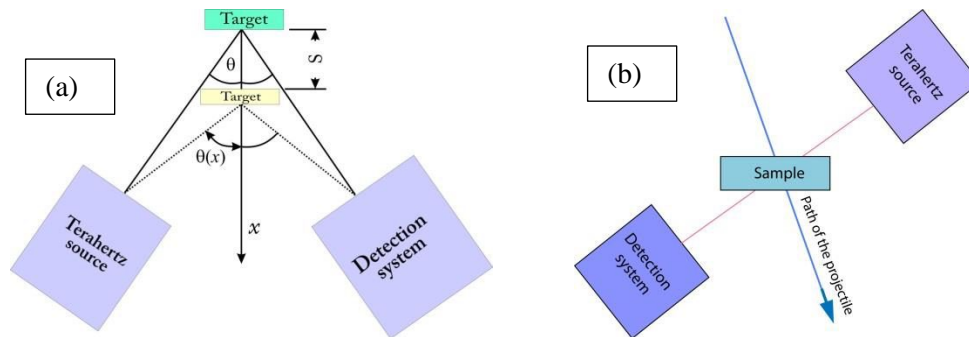 (a)
Target
θ
S
Target
θ(x)
x
Terahertz
source
Detection
system
(b)
Terahertz
source
Sample
Detection
system
Path of the projectile